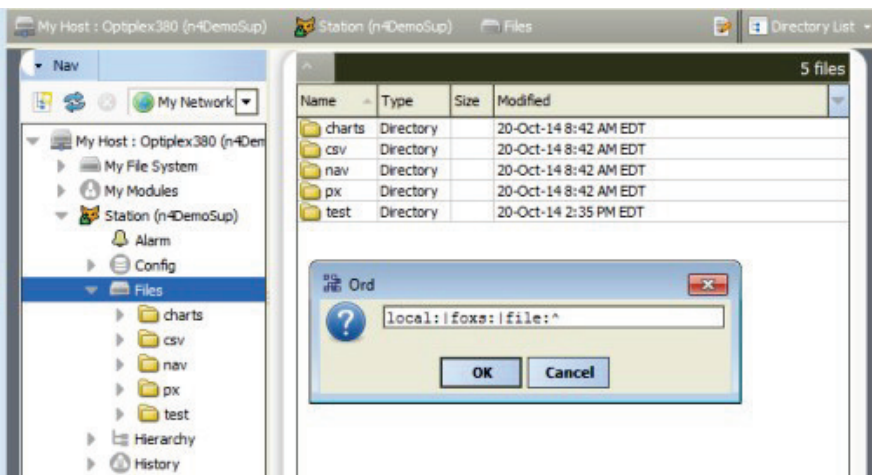 My Host : Optiplex380 (n4DemoSup) Station (n4DemoSup) Files Directory List
Nav
My Network
My Host : Optiplex380 (n4Dem
My File System
My Modules
Station (n4DemoSup)
Alarm
Config
Files
charts
csv
nav
px
test
Hierarchy
History
5 files
Name Type Size Modified
charts Directory 20-Oct-14 8:42 AM EDT
csv Directory 20-Oct-14 8:42 AM EDT
nav Directory 20-Oct-14 8:42 AM EDT
px Directory 20-Oct-14 8:42 AM EDT
test Directory 20-Oct-14 2:35 PM EDT
Ord
local:|foxs:|file:^
OK Cancel